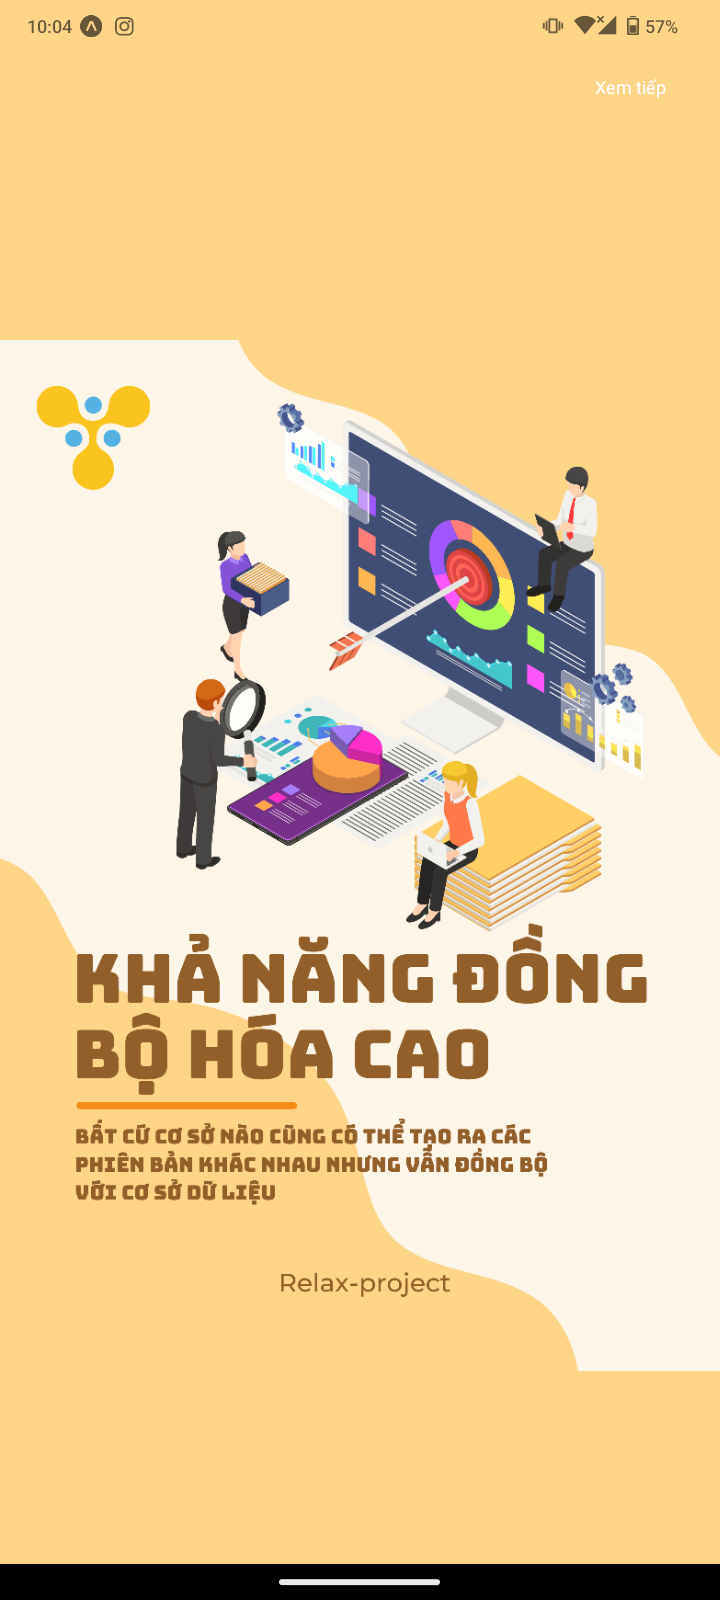 10:04
57%
Xem tiếp
KHẢ NĂNG ĐỒNG
BỘ HÓA CAO
BẤT CỨ CƠ SỞ NÀO CŨNG CÓ THỂ TẠO RA CÁC
PHIÊN BẢN KHÁC NHAU NHƯNG VẪN ĐỒNG BỘ
VỚI CƠ SỞ DỮ LIỆU
Relax-project